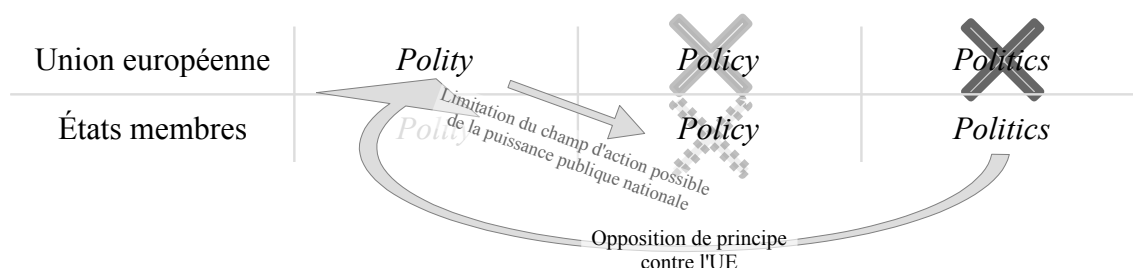 Union européenne Polity Policy Politics
États membres Polity Policy Politics
Limitation du champ d'action possible
de la puissance publique nationale
Opposition de principe
contre l'UE